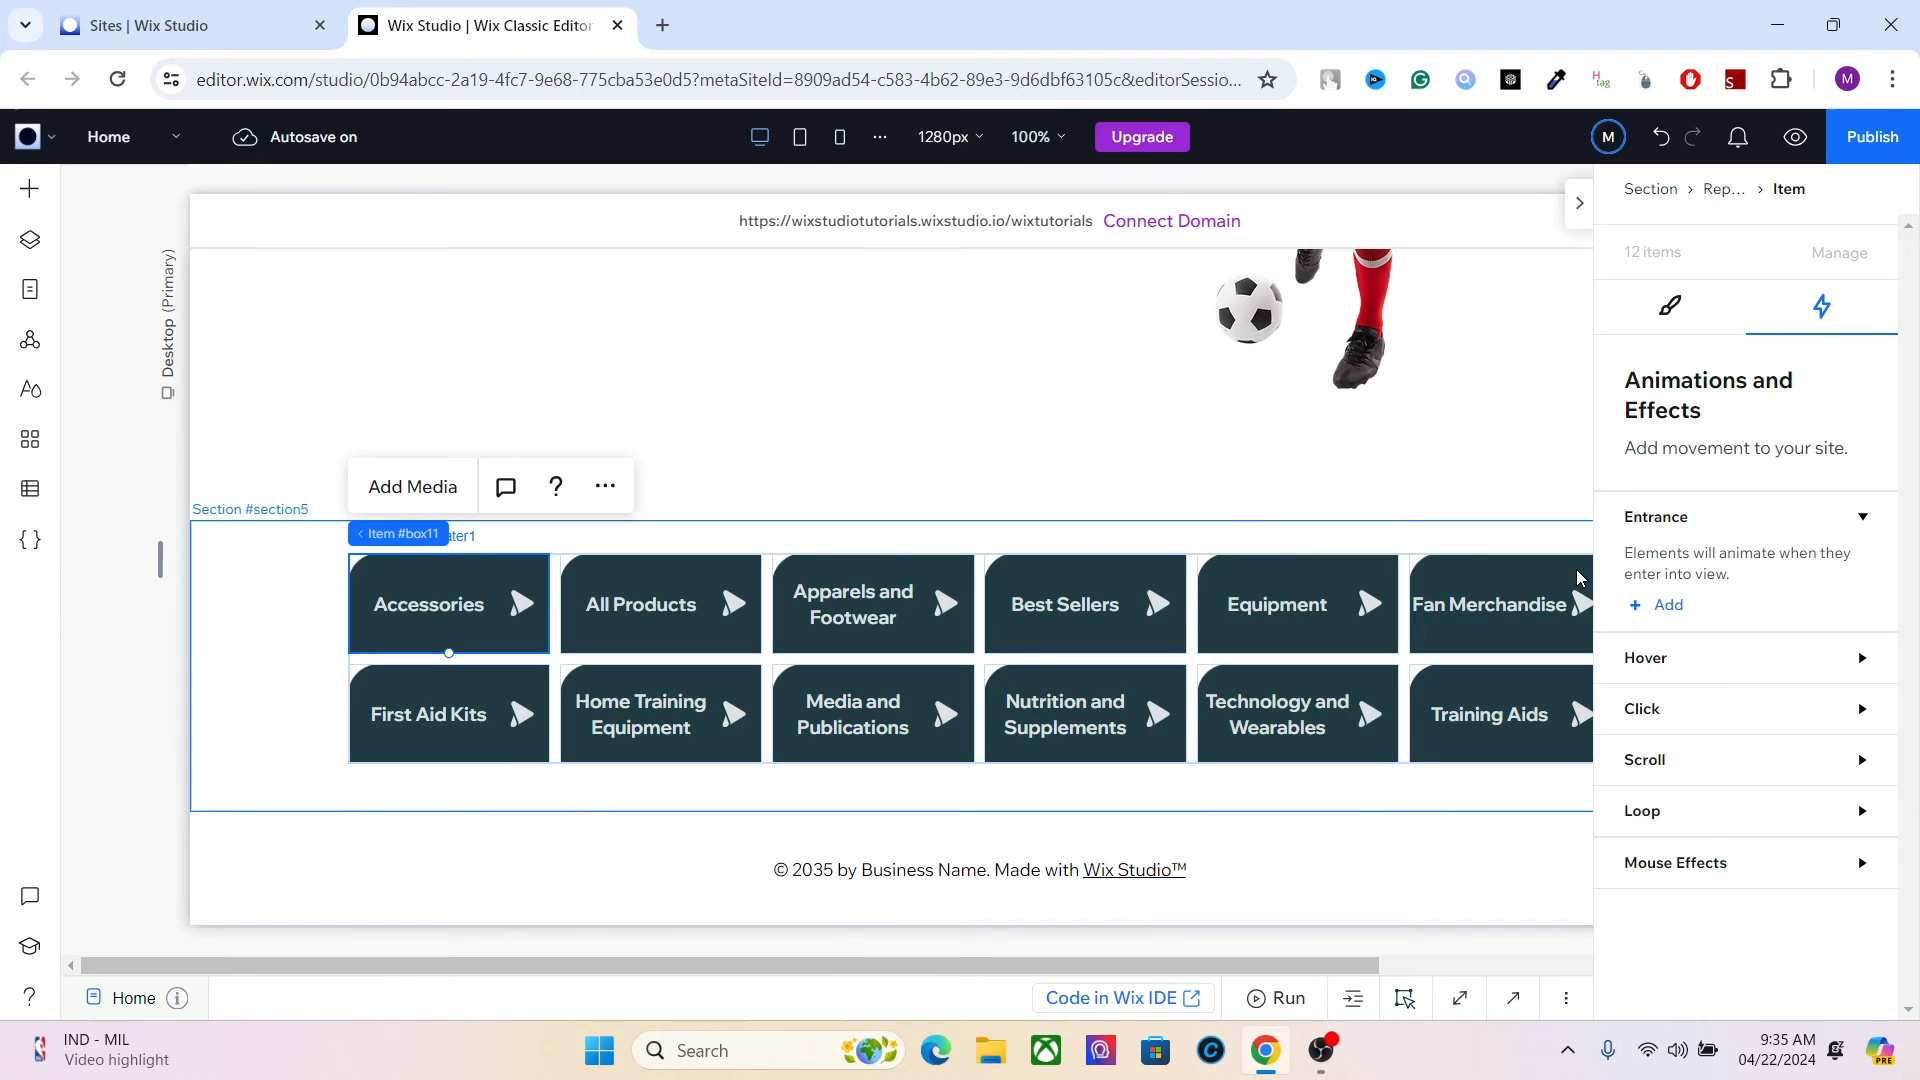 Sites | Wix Studio
Wix Studio | Wix Classic Editor
editor.wix.com/studio/0b94abcc-2a19-4fc7-9e68-775cba53e0d5?metaSiteId=8909ad54-c583-4b62-89e3-9d6dbf63105c&editorSessio...
H
tag
S
M
Home
Autosave on
1280px
100%
Upgrade
M
Publish
Desktop (Primary)
https://wixstudiotutorials.wixstudio.io/wixtutorials Connect Domain
Section > Rep... > Item
12 items
Manage
Animations and
Effects
Add movement to your site.
Entrance
Elements will animate when they
enter into view.
+ Add
Hover
Click
Scroll
Loop
Mouse Effects
Add Media
Section #section5
< Item #box11
ter1
Accessories
All Products
Apparels and
Footwear
Best Sellers
Equipment
Fan Merchandise
First Aid Kits
Home Training
Equipment
Media and
Publications
Nutrition and
Supplements
Technology and
Wearables
Training Aids
© 2035 by Business Name. Made with Wix Studio™
Home
Code in Wix IDE
Run
IND - MIL
Video highlight
Search
9:35 AM
04/22/2024
PRE